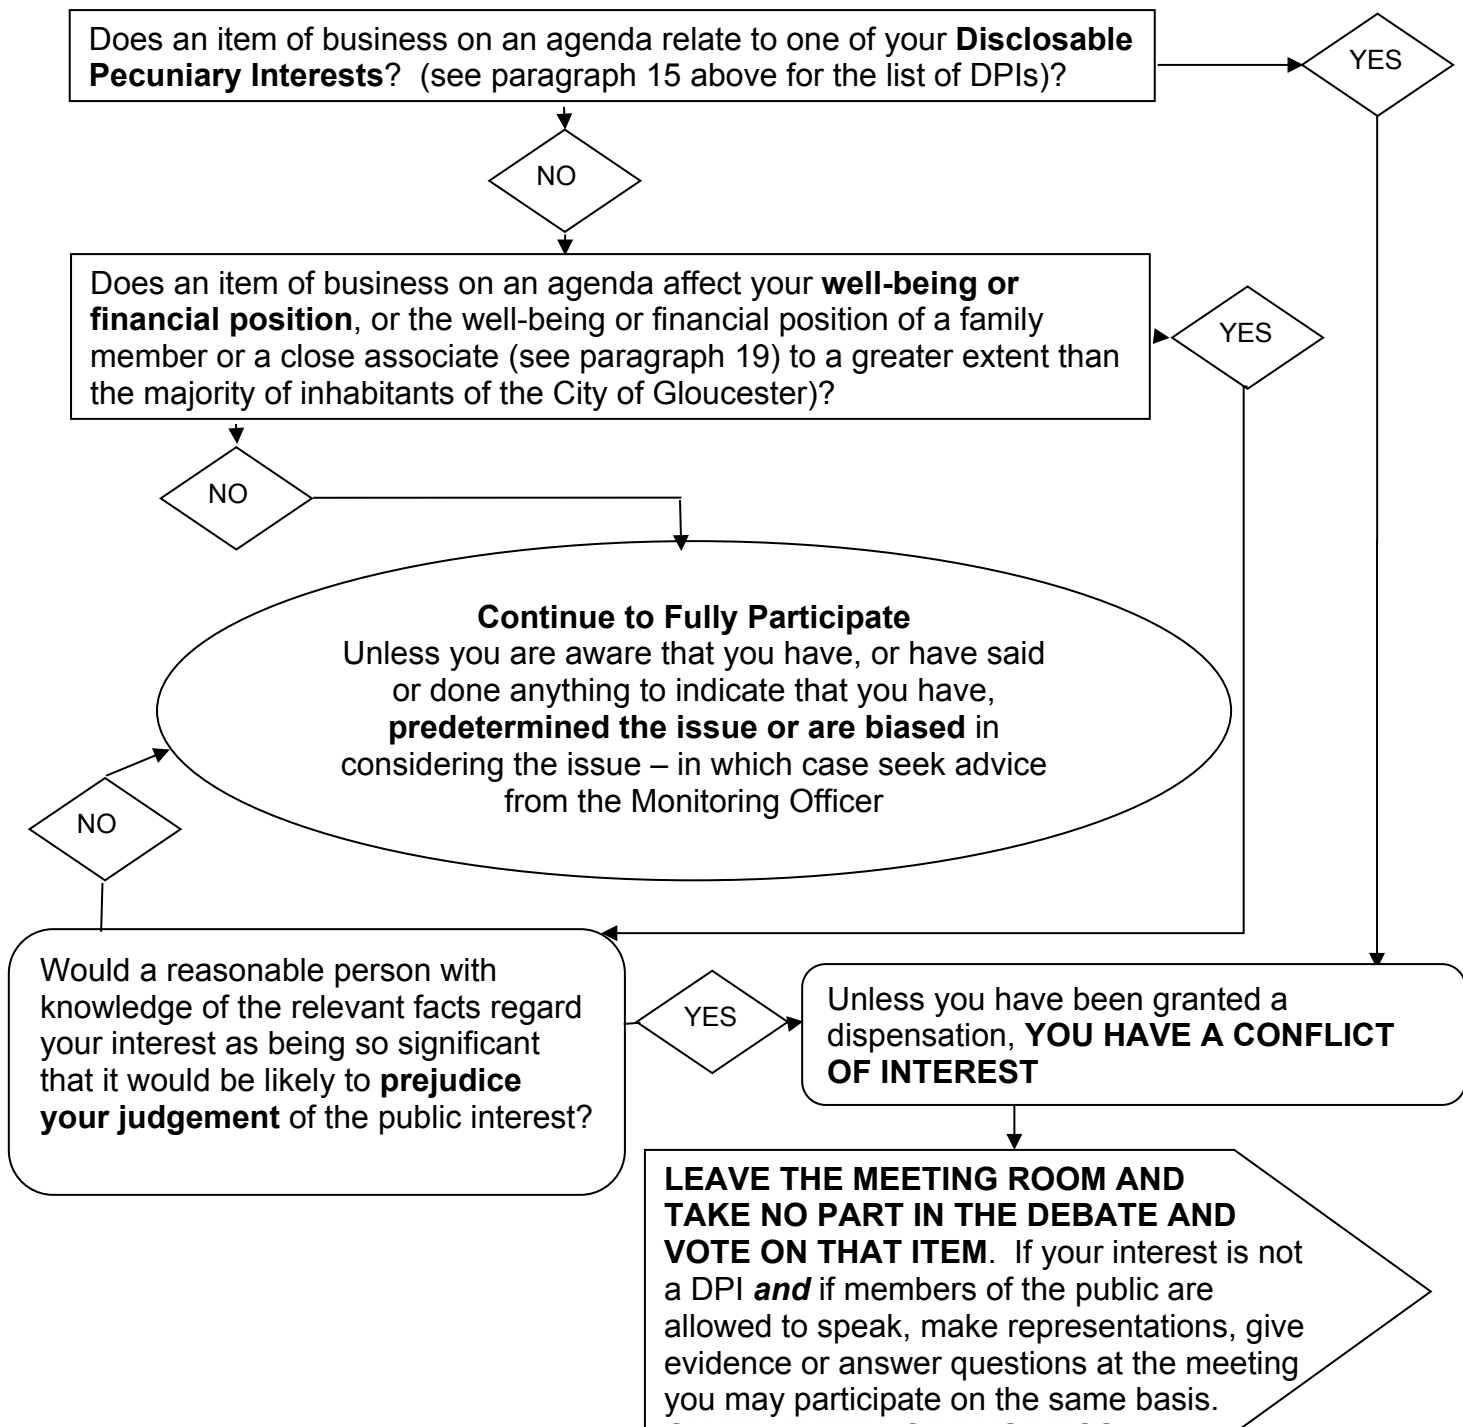 Does an item of business on an agenda relate to one of your Disclosable
Pecuniary Interests?  (see paragraph 15 above for the list of DPIs)?
YES
NO
Does an item of business on an agenda affect your well-being or
financial position, or the well-being or financial position of a family
member or a close associate (see paragraph 19) to a greater extent than
the majority of inhabitants of the City of Gloucester)?
YES
NO
Continue to Fully Participate
Unless you are aware that you have, or have said
or done anything to indicate that you have,
predetermined the issue or are biased in
considering the issue – in which case seek advice
from the Monitoring Officer
NO
Would a reasonable person with
knowledge of the relevant facts regard
your interest as being so significant
that it would be likely to prejudice
your judgement of the public interest?
YES
Unless you have been granted a
dispensation, YOU HAVE A CONFLICT
OF INTEREST
LEAVE THE MEETING ROOM AND
TAKE NO PART IN THE DEBATE AND
VOTE ON THAT ITEM.  If your interest is not
a DPI and if members of the public are
allowed to speak, make representations, give
evidence or answer questions at the meeting
you may participate on the same basis.